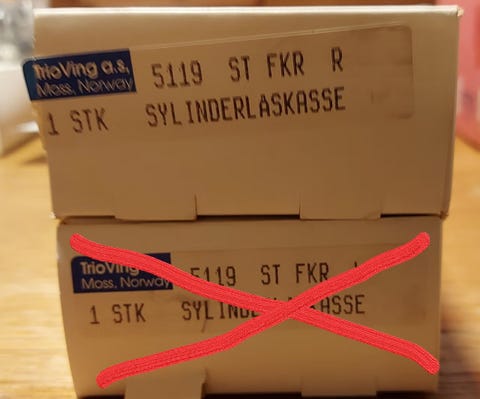 TrioVing a.s, 5119 ST FKR R
Moss, Norway
1 STK SYLINDERLASKASSE
TrioVing 5119 ST FKR
Moss, Norway
1 STK